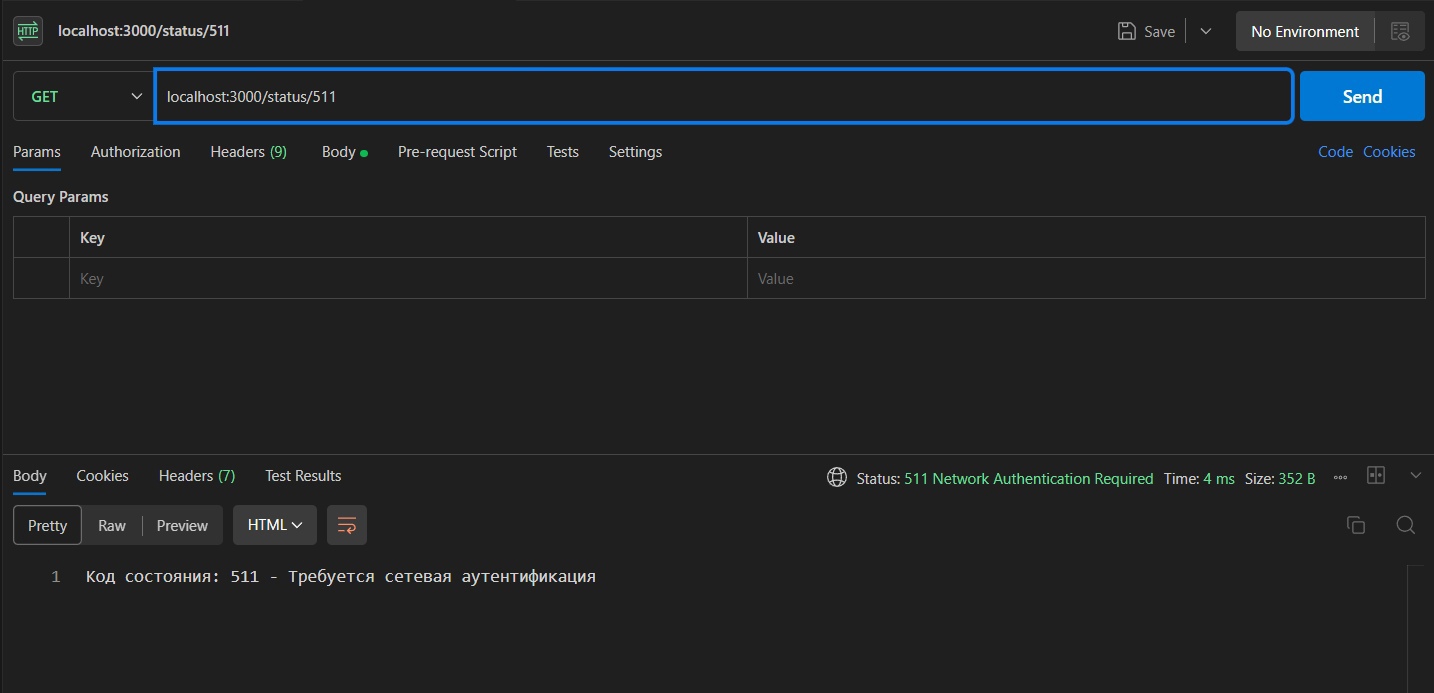 HTTP localhost:3000/status/511 Save No Environment
GET localhost:3000/status/511 Send
Params Authorization Headers (9) Body Pre-request Script Tests Settings Code Cookies
Query Params
Key Value
Key Value
Body Cookies Headers (7) Test Results Status: 511 Network Authentication Required Time: 4 ms Size: 352 B
Pretty Raw Preview HTML
1 Код состояния: 511 - Требуется сетевая аутентификация